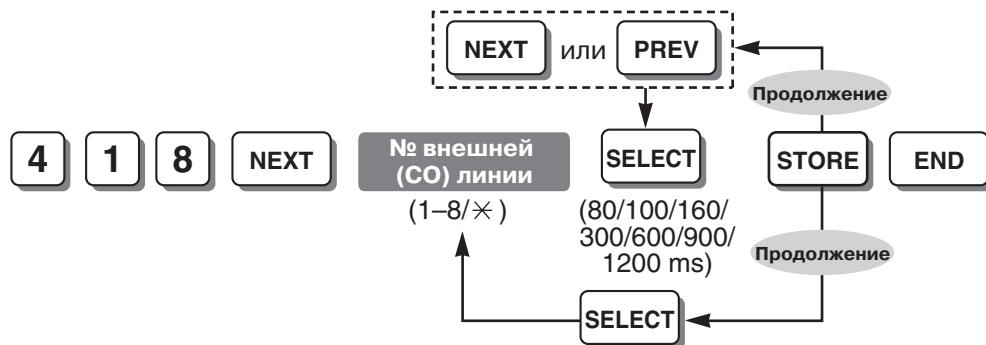 NEXT или PREV
Продолжение
4 1 8 NEXT № внешней (CO) линии SELECT STORE END
(1–8/✳)
(80/100/160/
300/600/900/
1200 ms)
Продолжение
SELECT